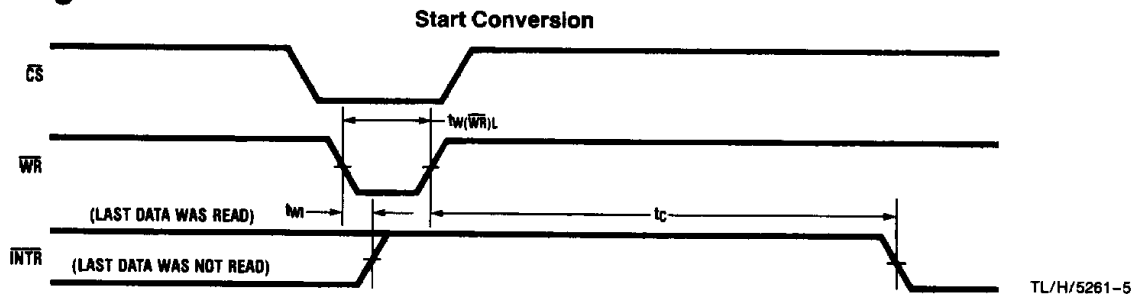 Start Conversion
CS
tW(WR)L
WR
(LAST DATA WAS READ)
tWI
tC
INTR
(LAST DATA WAS NOT READ)
TL/H/5261-5